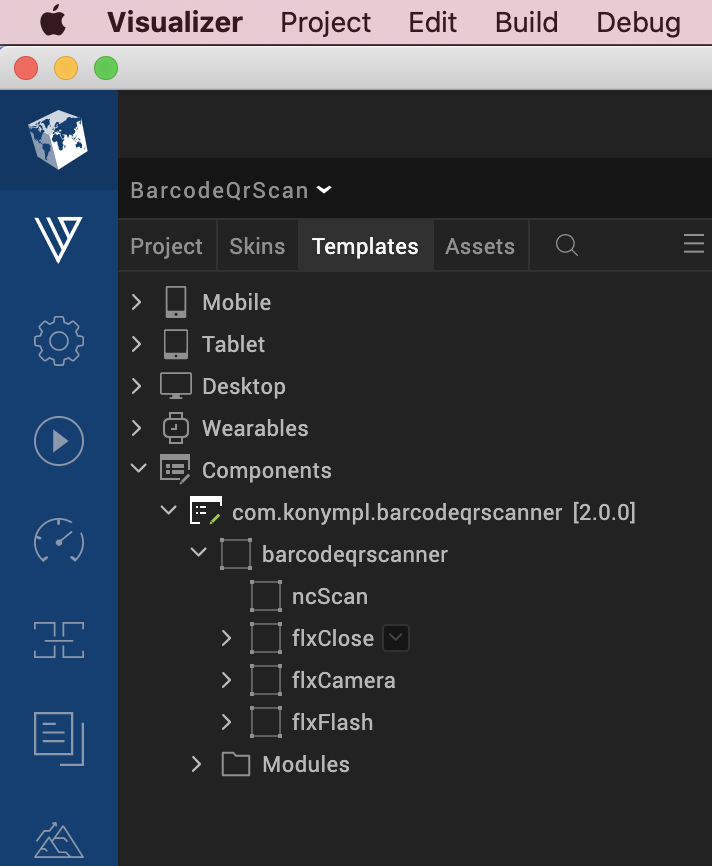 Visualizer Project Edit Build Debug
BarcodeQrScan
Project Skins Templates Assets
Mobile
Tablet
Desktop
Wearables
Components
com.konympl.barcodeqrscanner [2.0.0]
barcodeqrscanner
ncScan
flxClose
flxCamera
flxFlash
Modules